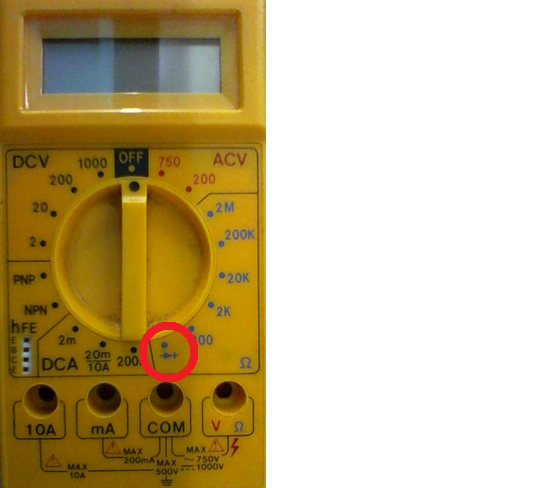 DCV 1000 OFF 750 ACV
200 200
20 2M
2 200K
PNP 20K
NPN 2K
hFE 2m
E
B
C
E
DCA 20m 200
10A
Ω
10A mA COM V Ω
MAX
10A
MAX
200mA
MAX
500V
MAX
~ 750V
⎓ 1000V